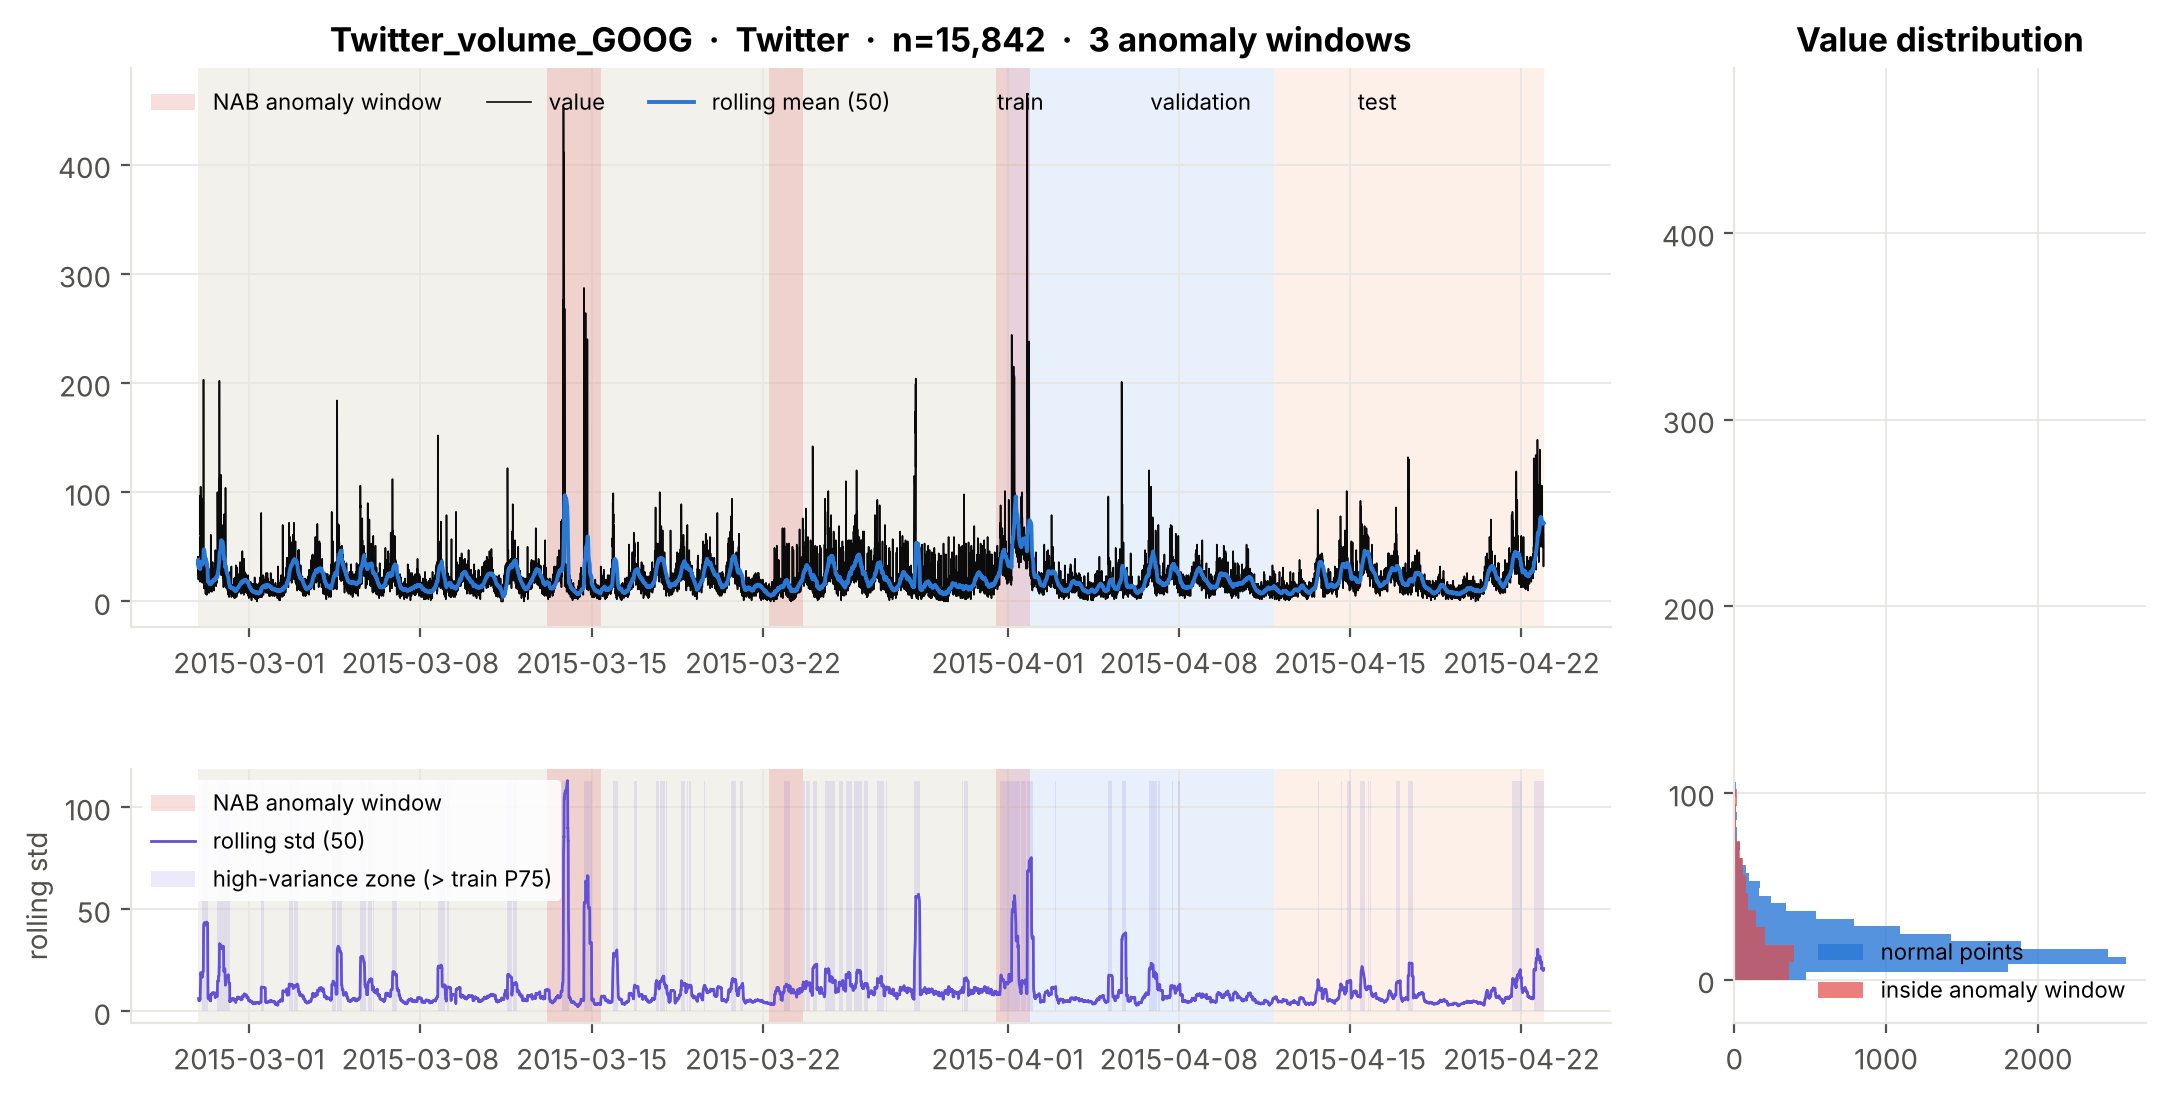 Twitter_volume_GOOG · Twitter · n=15,842 · 3 anomaly windows
NAB anomaly window
value
rolling mean (50)
train
validation
test
400
300
200
100
0
2015-03-01
2015-03-08
2015-03-15
2015-03-22
2015-04-01
2015-04-08
2015-04-15
2015-04-22
rolling std
100
50
0
NAB anomaly window
rolling std (50)
high-variance zone (> train P75)
2015-03-01
2015-03-08
2015-03-15
2015-03-22
2015-04-01
2015-04-08
2015-04-15
2015-04-22
Value distribution
400
300
200
100
0
normal points
inside anomaly window
0
1000
2000